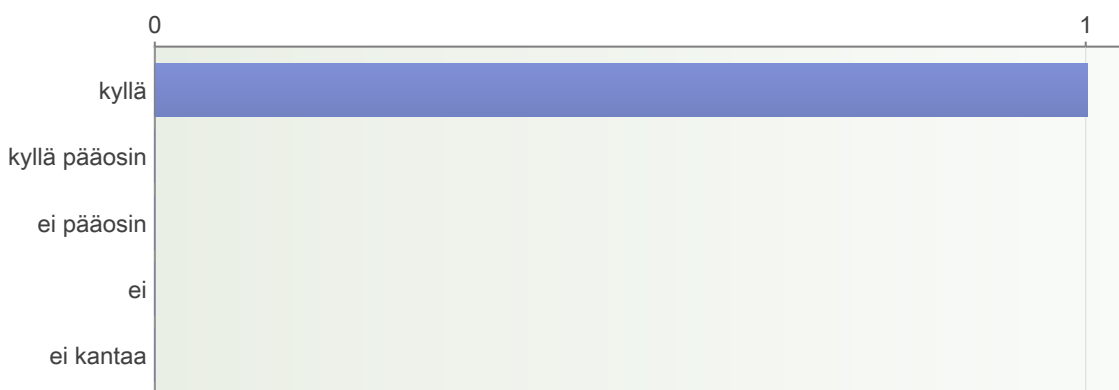 0 1
kyllä
kyllä pääosin
ei pääosin
ei
ei kantaa